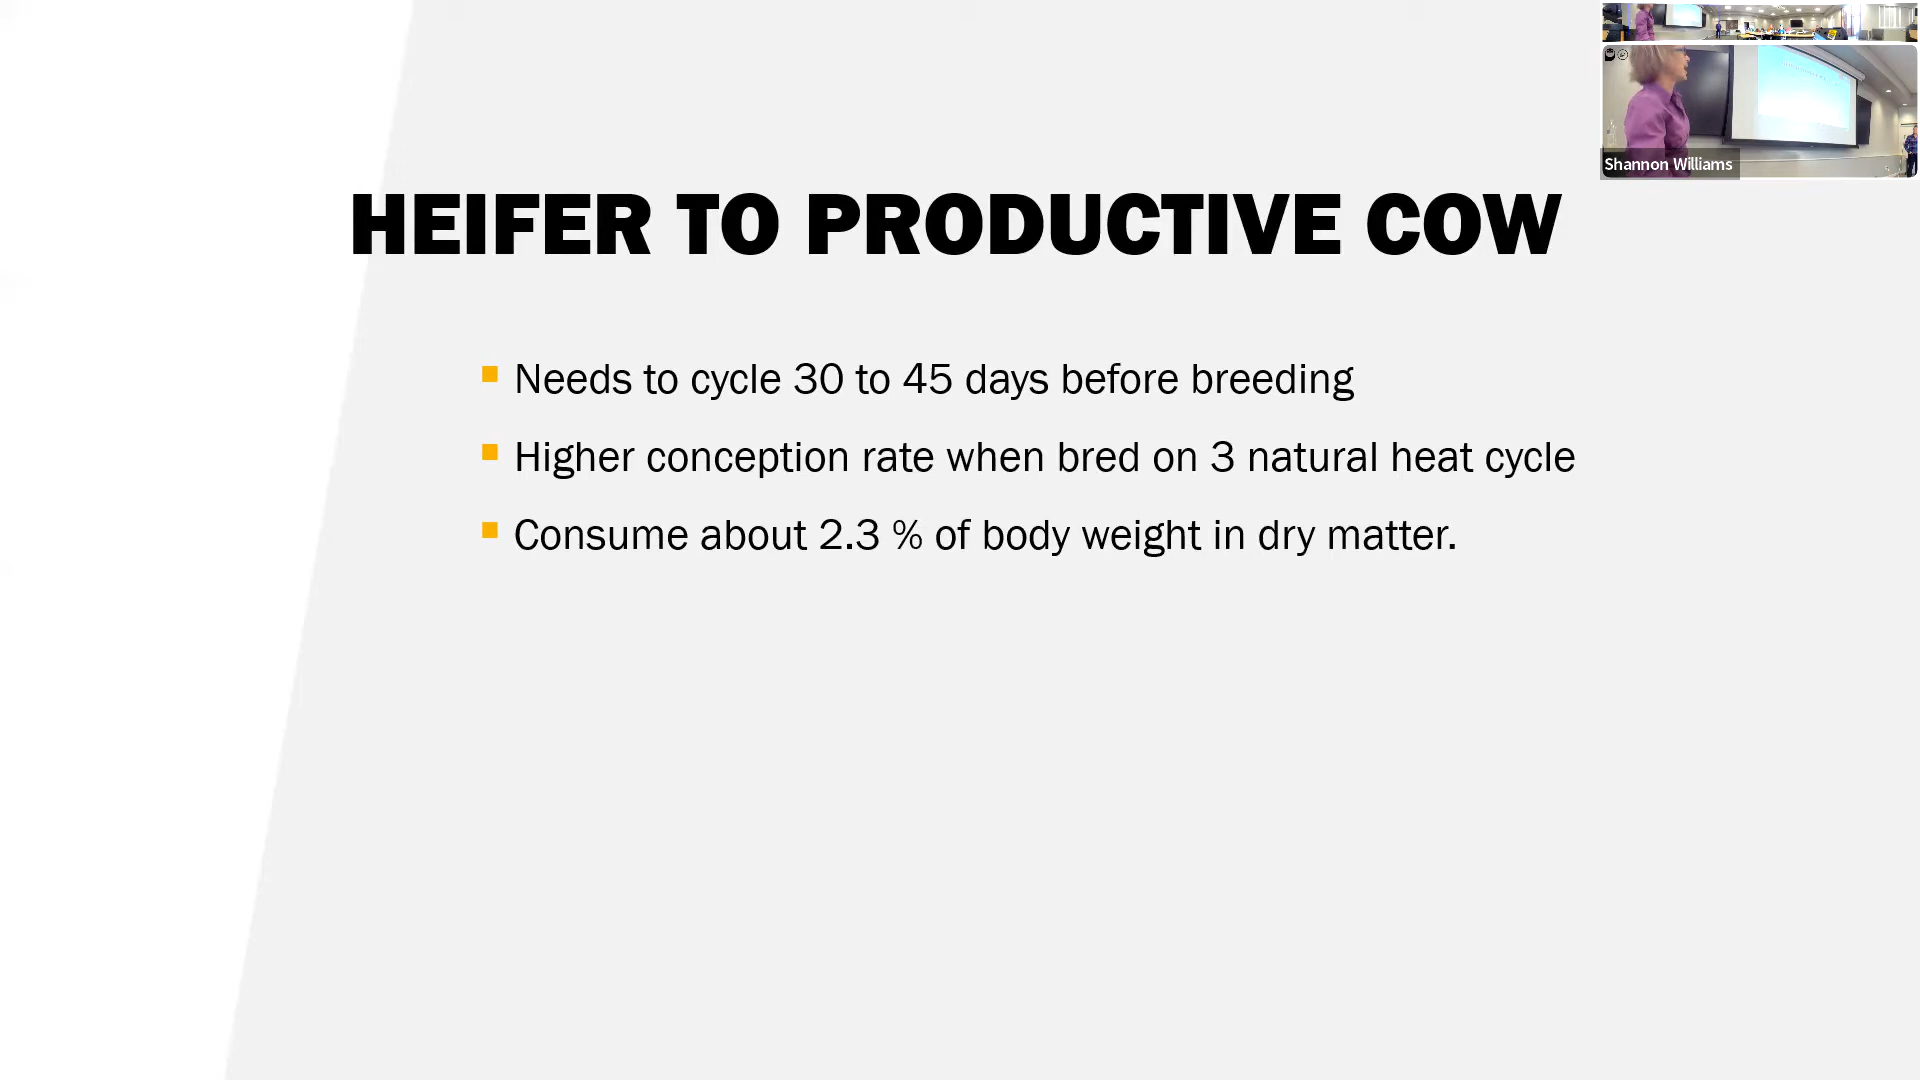 HEIFER TO PRODUCTIVE COW
Needs to cycle 30 to 45 days before breeding
Higher conception rate when bred on 3 natural heat cycle
Consume about 2.3 % of body weight in dry matter.
Shannon Williams